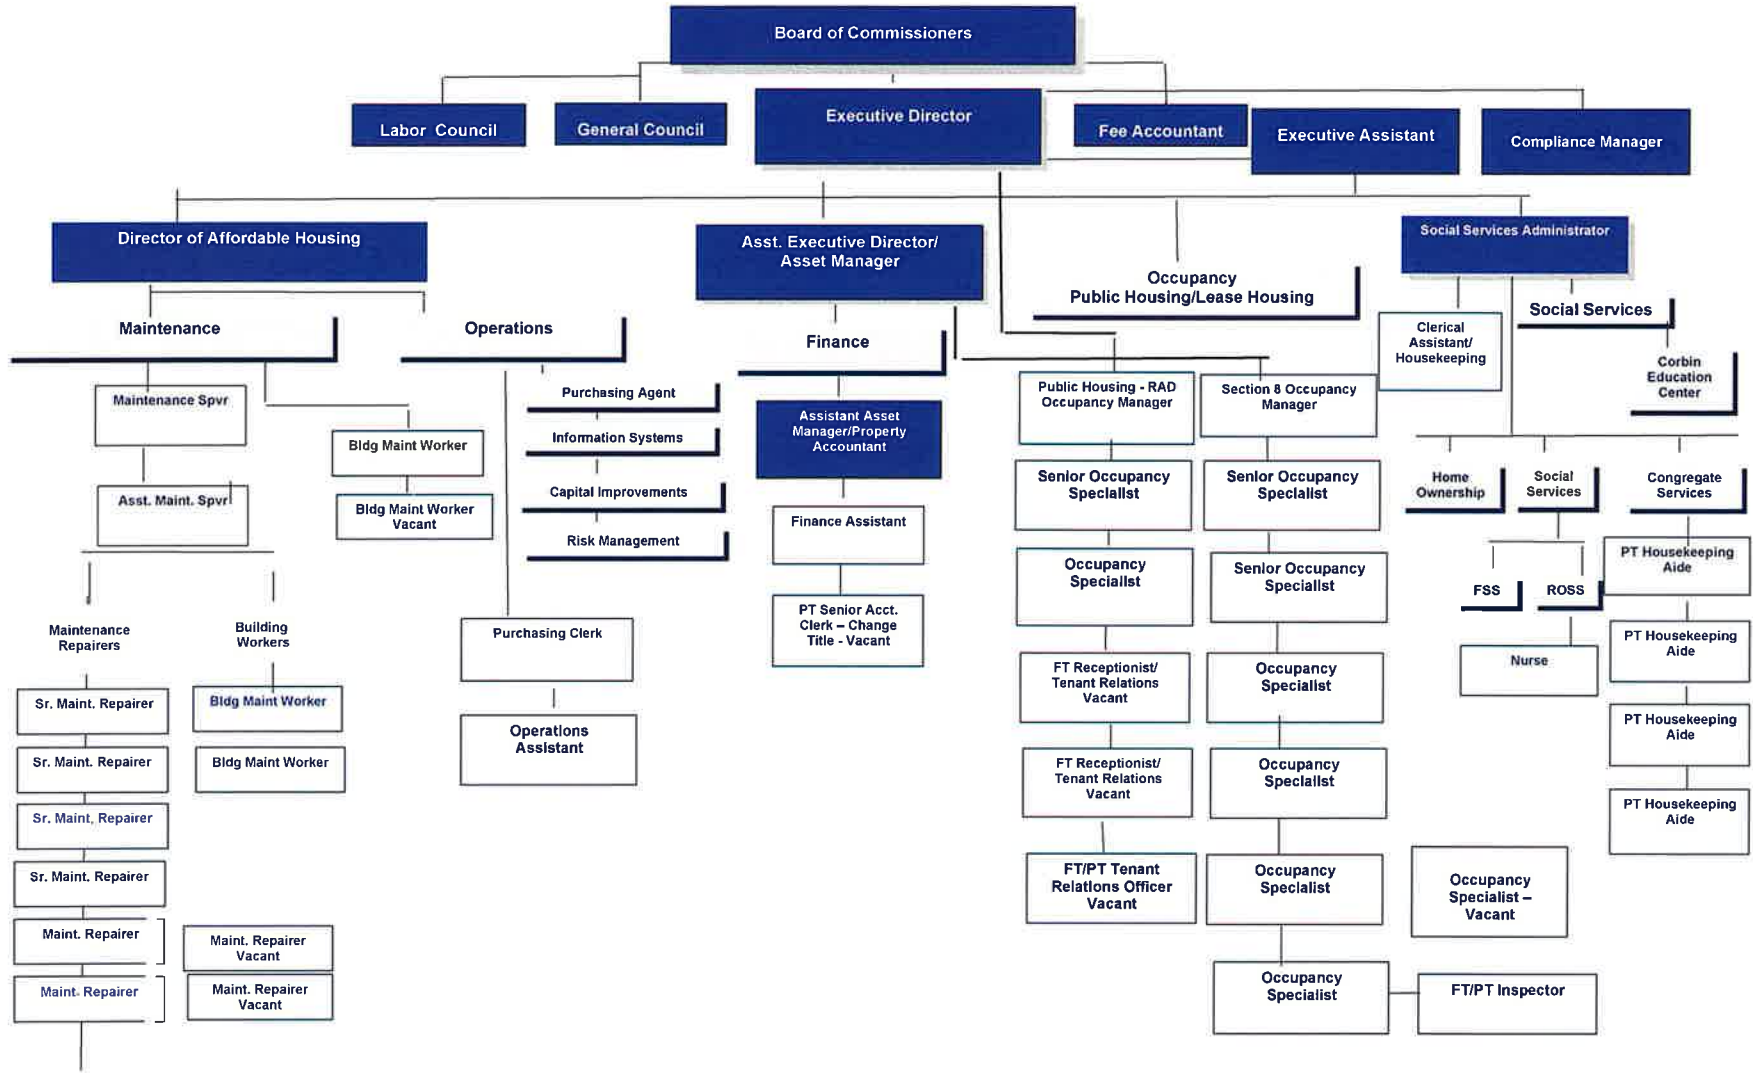 Board of Commissioners
Labor Council
General Council
Executive Director
Fee Accountant
Executive Assistant
Compliance Manager
Director of Affordable Housing
Asst. Executive Director/
Asset Manager
Social Services Administrator
Occupancy
Public Housing/Lease Housing
Maintenance
Operations
Finance
Clerical
Assistant/
Housekeeping
Social Services
Corbin
Education
Center
Maintenance Spvr
Asst. Maint. Spvr
Bldg Maint Worker
Bldg Maint Worker
Vacant
Purchasing Agent
Information Systems
Capital Improvements
Risk Management
Purchasing Clerk
Operations
Assistant
Assistant Asset
Manager/Property
Accountant
Finance Assistant
PT Senior Acct.
Clerk – Change
Title - Vacant
Public Housing - RAD
Occupancy Manager
Senior Occupancy
Specialist
Occupancy
Specialist
FT Receptionist/
Tenant Relations
Vacant
FT Receptionist/
Tenant Relations
Vacant
FT/PT Tenant
Relations Officer
Vacant
Section 8 Occupancy
Manager
Senior Occupancy
Specialist
Senior Occupancy
Specialist
Occupancy
Specialist
Occupancy
Specialist
Occupancy
Specialist
Occupancy
Specialist
Occupancy
Specialist –
Vacant
FT/PT Inspector
Home
Ownership
Social
Services
Congregate
Services
FSS
ROSS
Nurse
PT Housekeeping
Aide
PT Housekeeping
Aide
PT Housekeeping
Aide
PT Housekeeping
Aide
Maintenance
Repairers
Building
Workers
Sr. Maint. Repairer
Sr. Maint. Repairer
Sr. Maint, Repairer
Sr. Maint. Repairer
Maint. Repairer
Maint. Repairer
Bldg Maint Worker
Bldg Maint Worker
Maint. Repairer
Vacant
Maint. Repairer
Vacant